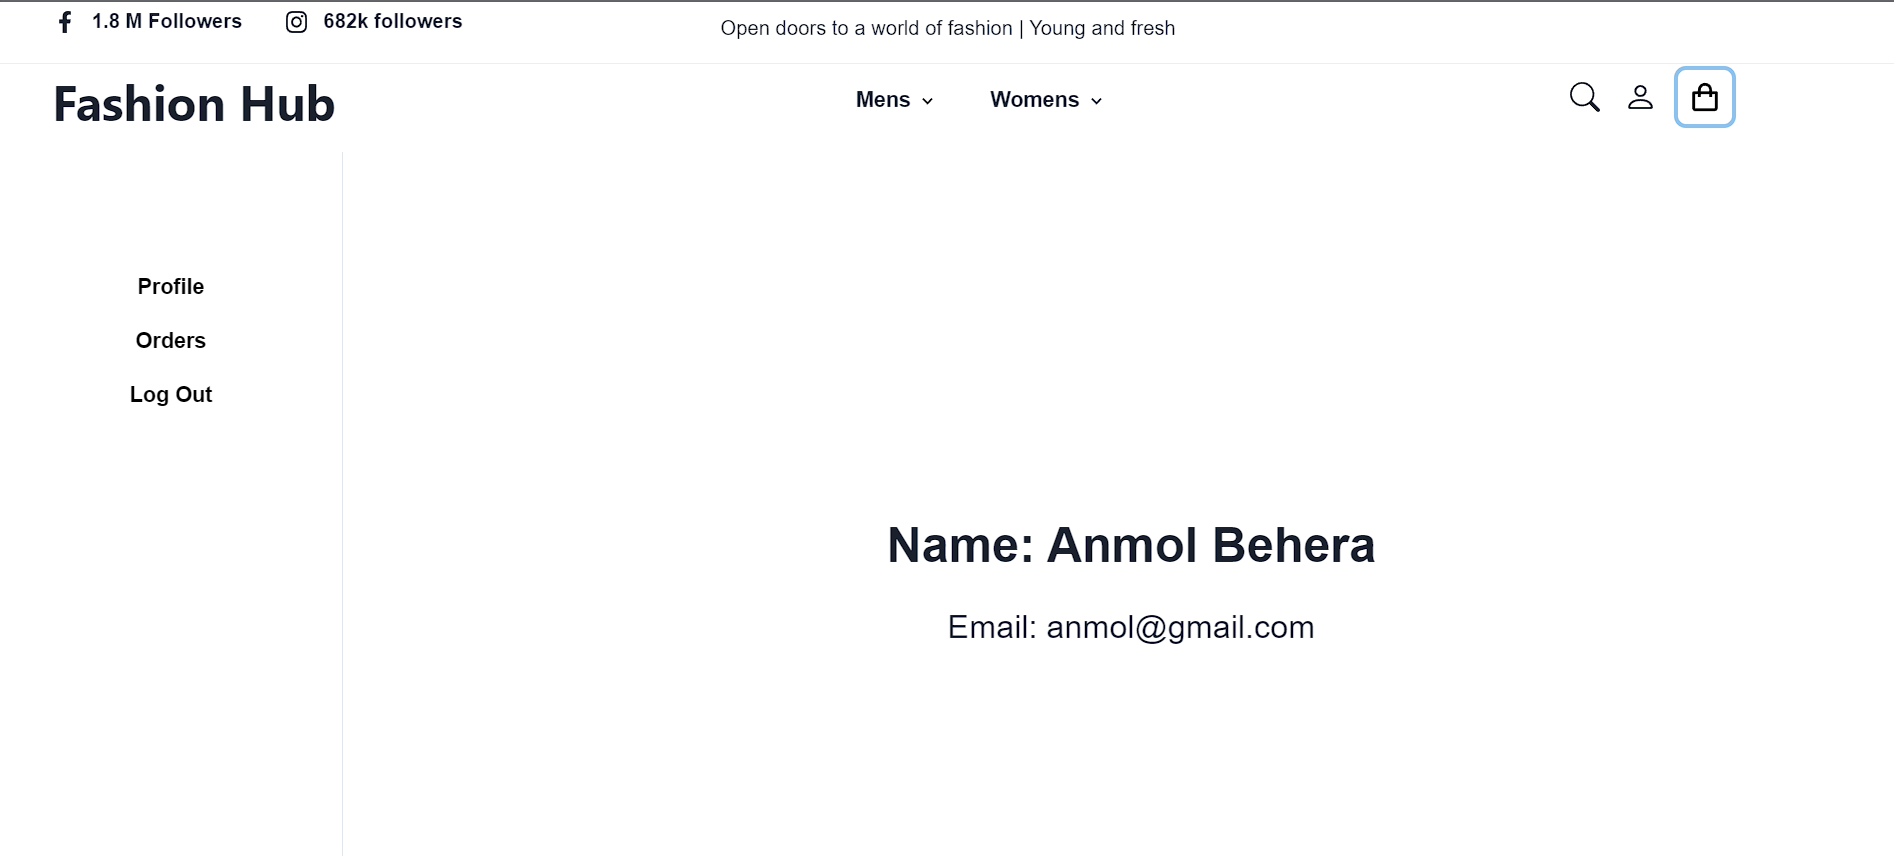 1.8 M Followers
682k followers
Open doors to a world of fashion | Young and fresh
Fashion Hub
Mens
Womens
Profile
Orders
Log Out
Name: Anmol Behera
Email: anmol@gmail.com